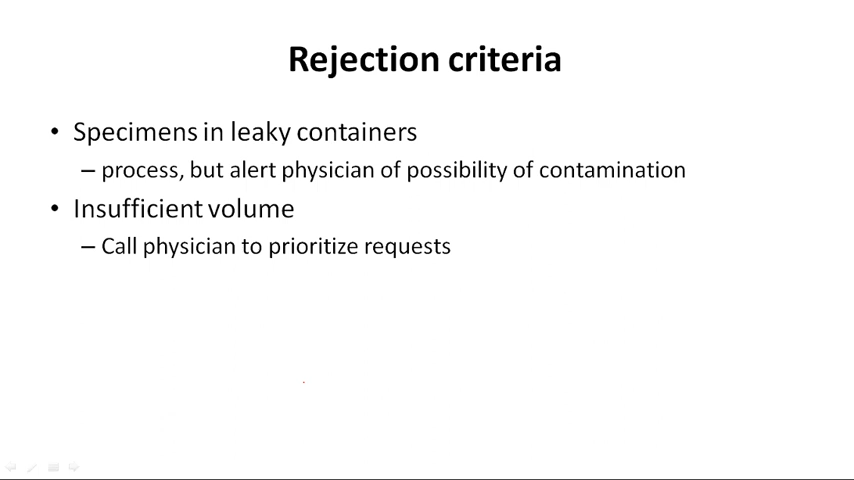 Rejection criteria
• Specimens in leaky containers
– process, but alert physician of possibility of contamination
• Insufficient volume
– Call physician to prioritize requests